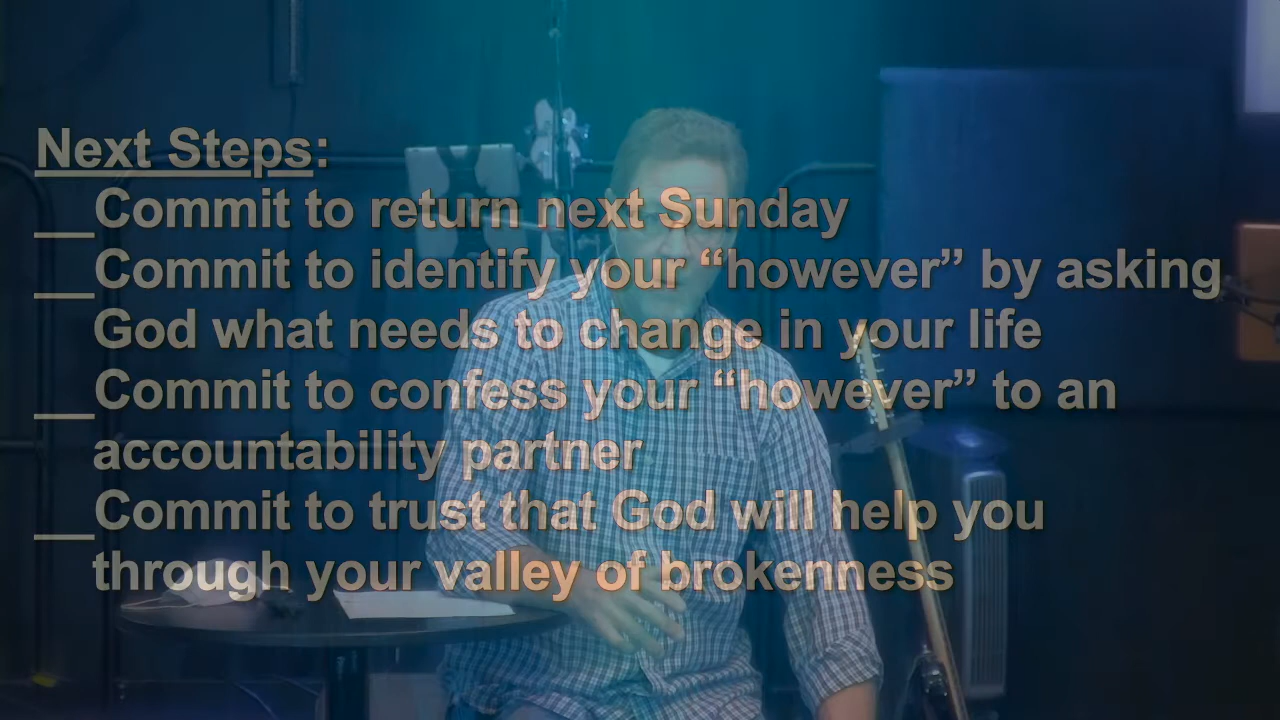 Next Steps:
__Commit to return next Sunday
__Commit to identify your “however” by asking
God what needs to change in your life
__Commit to confess your “however” to an
accountability partner
__Commit to trust that God will help you
through your valley of brokenness